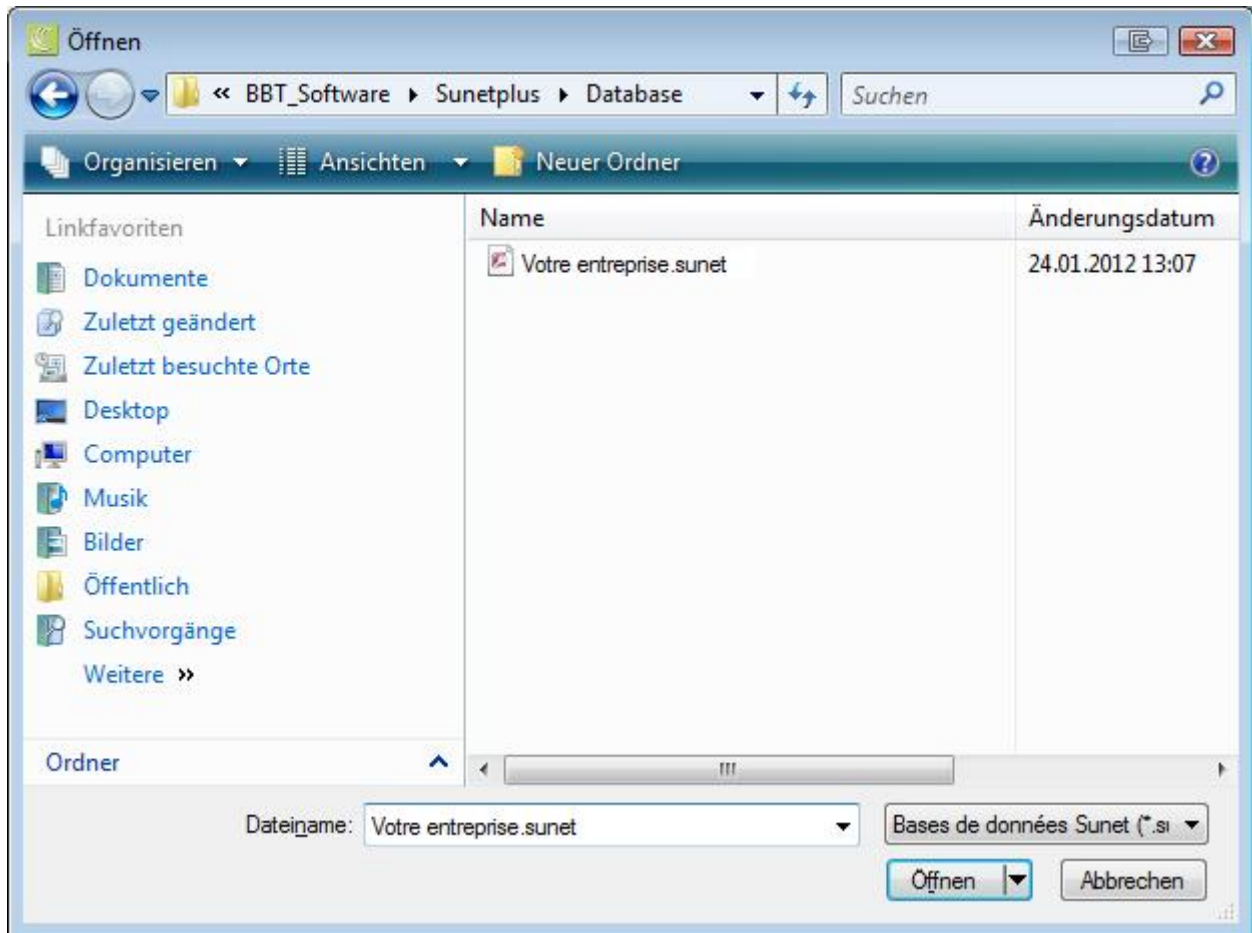 Öffnen
« BBT_Software ▸ Sunetplus ▸ Database
Suchen
Organisieren Ansichten Neuer Ordner
Linkfavoriten
Dokumente
Zuletzt geändert
Zuletzt besuchte Orte
Desktop
Computer
Musik
Bilder
Öffentlich
Suchvorgänge
Weitere »
Ordner
Name Änderungsdatum
Votre entreprise.sunet 24.01.2012 13:07
Dateiname: Votre entreprise.sunet
Bases de données Sunet (*.su
Öffnen Abbrechen